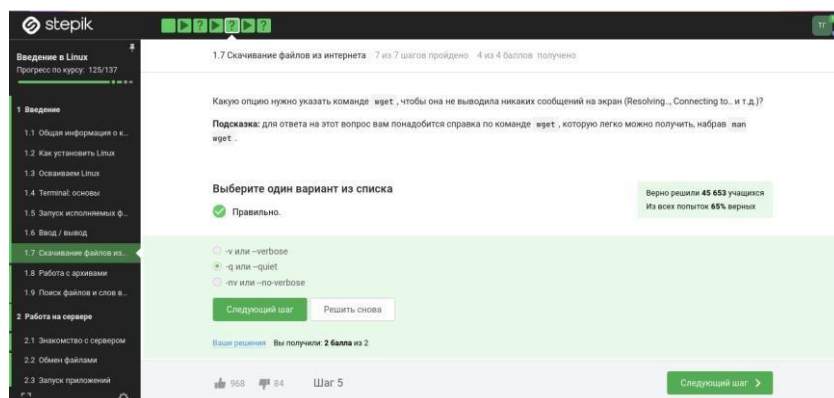 stepik
ТГ
Введение в Linux
Прогресс по курсу: 125/137
1 Введение
1.1 Общая информация о к...
1.2 Как установить Linux
1.3 Осваиваем Linux
1.4 Terminal: основы
1.5 Запуск исполняемых ф...
1.6 Ввод / вывод
1.7 Скачивание файлов из...
1.8 Работа с архивами
1.9 Поиск файлов и слов в...
2 Работа на сервере
2.1 Знакомство с сервером
2.2 Обмен файлами
2.3 Запуск приложений
1.7 Скачивание файлов из интернета 7 из 7 шагов пройдено 4 из 4 баллов получено
Какую опцию нужно указать команде wget , чтобы она не выводила никаких сообщений на экран (Resolving.., Connecting to.. и т.д.)?
Подсказка: для ответа на этот вопрос вам понадобится справка по команде wget , которую легко можно получить, набрав man
wget .
Выберите один вариант из списка
Правильно.
Верно решили 45 653 учащихся
Из всех попыток 65% верных
-v или –verbose
-q или –quiet
-nv или –no-verbose
Следующий шаг Решить снова
Ваши решения Вы получили: 2 балла из 2
968 84 Шаг 5 Следующий шаг